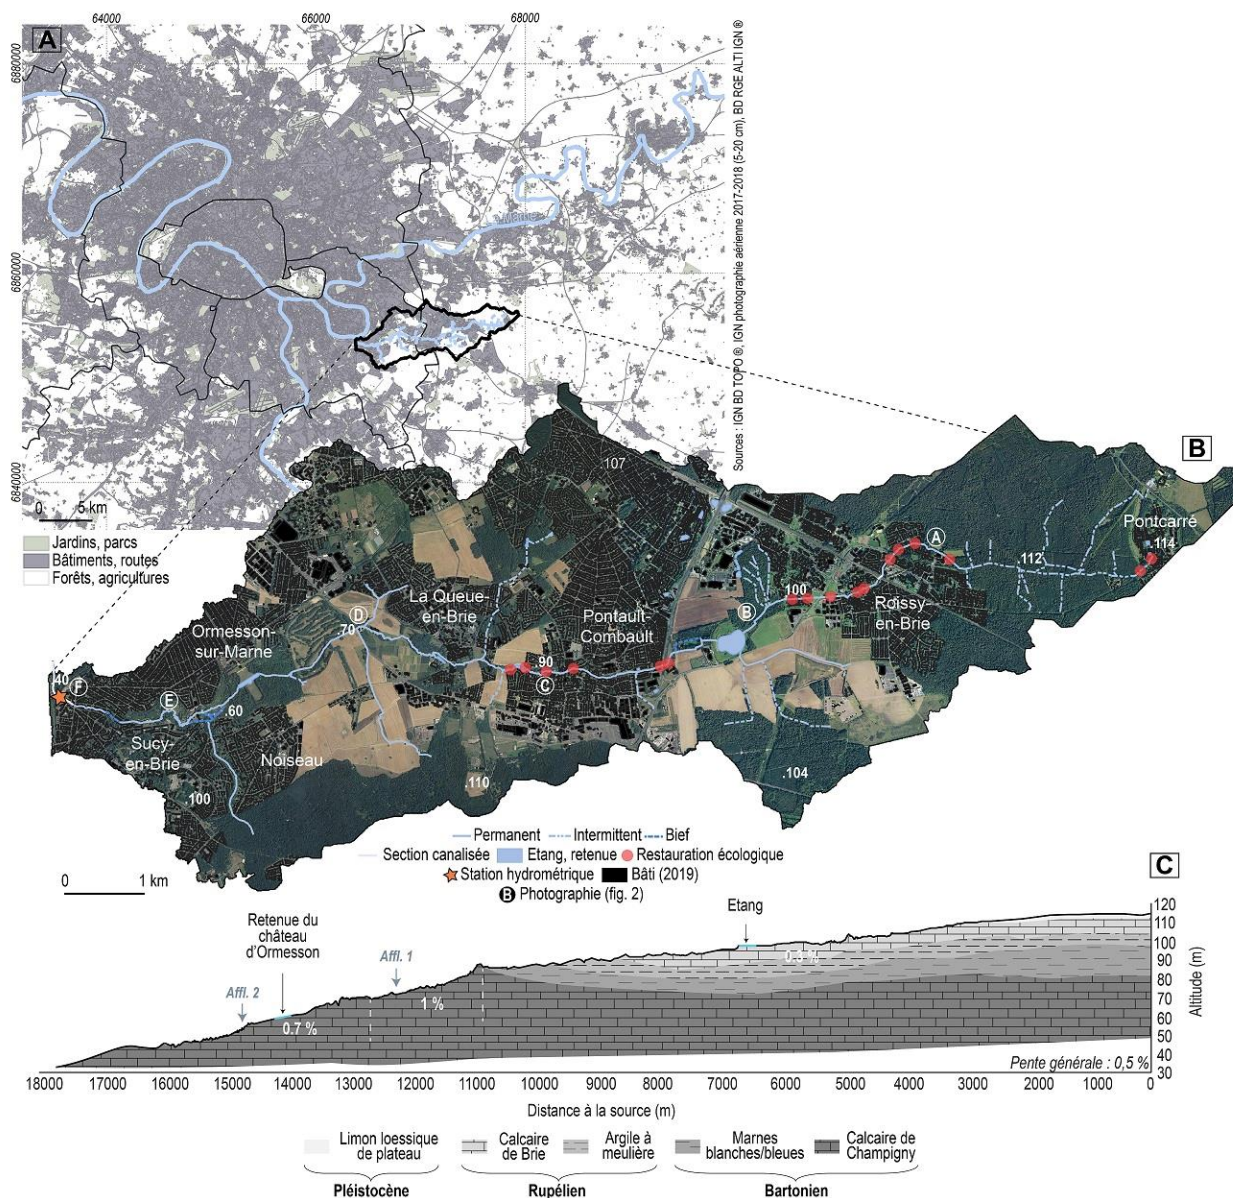 64000
66000
68000
A
6880000
6860000
6840000
Marne
Sources : IGN BD TOPO ®, IGN photographie aérienne 2017-2018 (5-20 cm), BD RGE ALTI IGN ®
0 5 km
Jardins, parcs
Bâtiments, routes
Forêts, agricultures
B
107
Pontcarré
.114
112
A
100
Roissy-
en-Brie
B
La Queue-
en-Brie
Pontault-
Combault
D
.70
Ormesson-
sur-Marne
.90
C
40
F
E
.60
Sucy-
en-Brie
Noiseau
.100
.110
.104
Permanent
Intermittent
Bief
Section canalisée
Etang, retenue
Restauration écologique
Station hydrométrique
Bâti (2019)
B Photographie (fig. 2)
0 1 km
C
Retenue du
château
d'Ormesson
Etang
Affl. 1
Affl. 2
0.3 %
1 %
0.7 %
120
110
100
90
80
70
60
50
40
30
Altitude (m)
Pente générale : 0,5 %
18000 17000 16000 15000 14000 13000 12000 11000 10000 9000 8000 7000 6000 5000 4000 3000 2000 1000 0
Distance à la source (m)
Limon loessique
de plateau
Calcaire
de Brie
Argile à
meulière
Marnes
blanches/bleues
Calcaire de
Champigny
Pléistocène
Rupélien
Bartonien